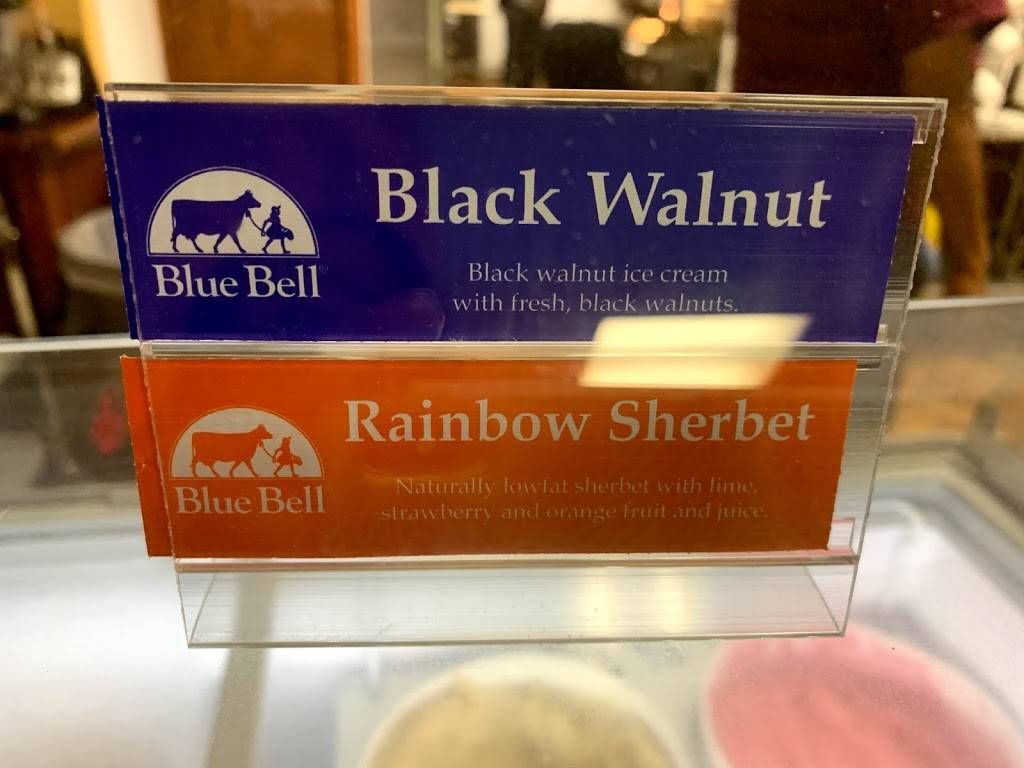 Black Walnut
Blue Bell
Black walnut ice cream
with fresh, black walnuts.
Rainbow Sherbet
Blue Bell
Naturally lowfat sherbet with lime,
strawberry and orange fruit and juice.